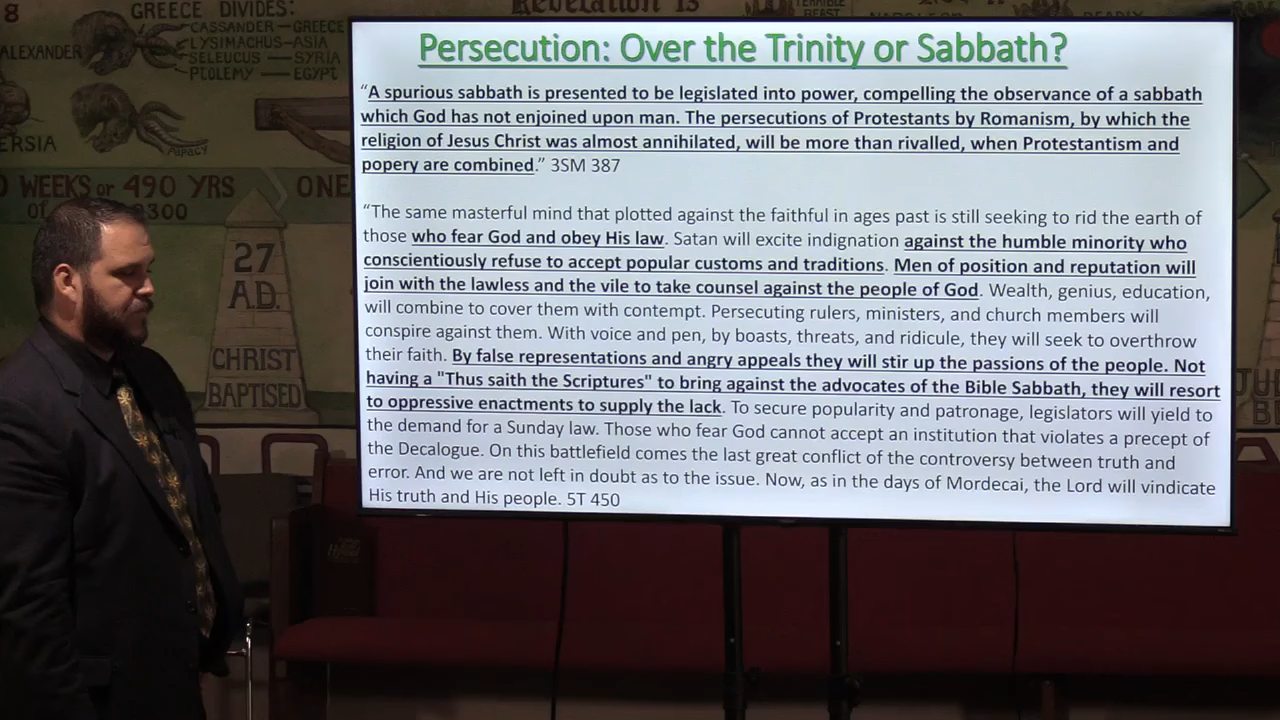 8
GREECE DIVIDES:
CASSANDER - GREECE
LYSIMACHUS - ASIA
SELEUCUS - SYRIA
PTOLEMY - EGYPT
ALEXANDER
PAPACY
ERSIA
Revelation 13
WEEKS or 490 YRS
ONE
2300
27
A.D.
CHRIST
BAPTISED
Persecution: Over the Trinity or Sabbath?
“A spurious sabbath is presented to be legislated into power, compelling the observance of a sabbath
which God has not enjoined upon man. The persecutions of Protestants by Romanism, by which the
religion of Jesus Christ was almost annihilated, will be more than rivalled, when Protestantism and
popery are combined.” 3SM 387
“The same masterful mind that plotted against the faithful in ages past is still seeking to rid the earth of
those who fear God and obey His law. Satan will excite indignation against the humble minority who
conscientiously refuse to accept popular customs and traditions. Men of position and reputation will
join with the lawless and the vile to take counsel against the people of God. Wealth, genius, education,
will combine to cover them with contempt. Persecuting rulers, ministers, and church members will
conspire against them. With voice and pen, by boasts, threats, and ridicule, they will seek to overthrow
their faith. By false representations and angry appeals they will stir up the passions of the people. Not
having a "Thus saith the Scriptures" to bring against the advocates of the Bible Sabbath, they will resort
to oppressive enactments to supply the lack. To secure popularity and patronage, legislators will yield to
the demand for a Sunday law. Those who fear God cannot accept an institution that violates a precept of
the Decalogue. On this battlefield comes the last great conflict of the controversy between truth and
error. And we are not left in doubt as to the issue. Now, as in the days of Mordecai, the Lord will vindicate
His truth and His people. 5T 450